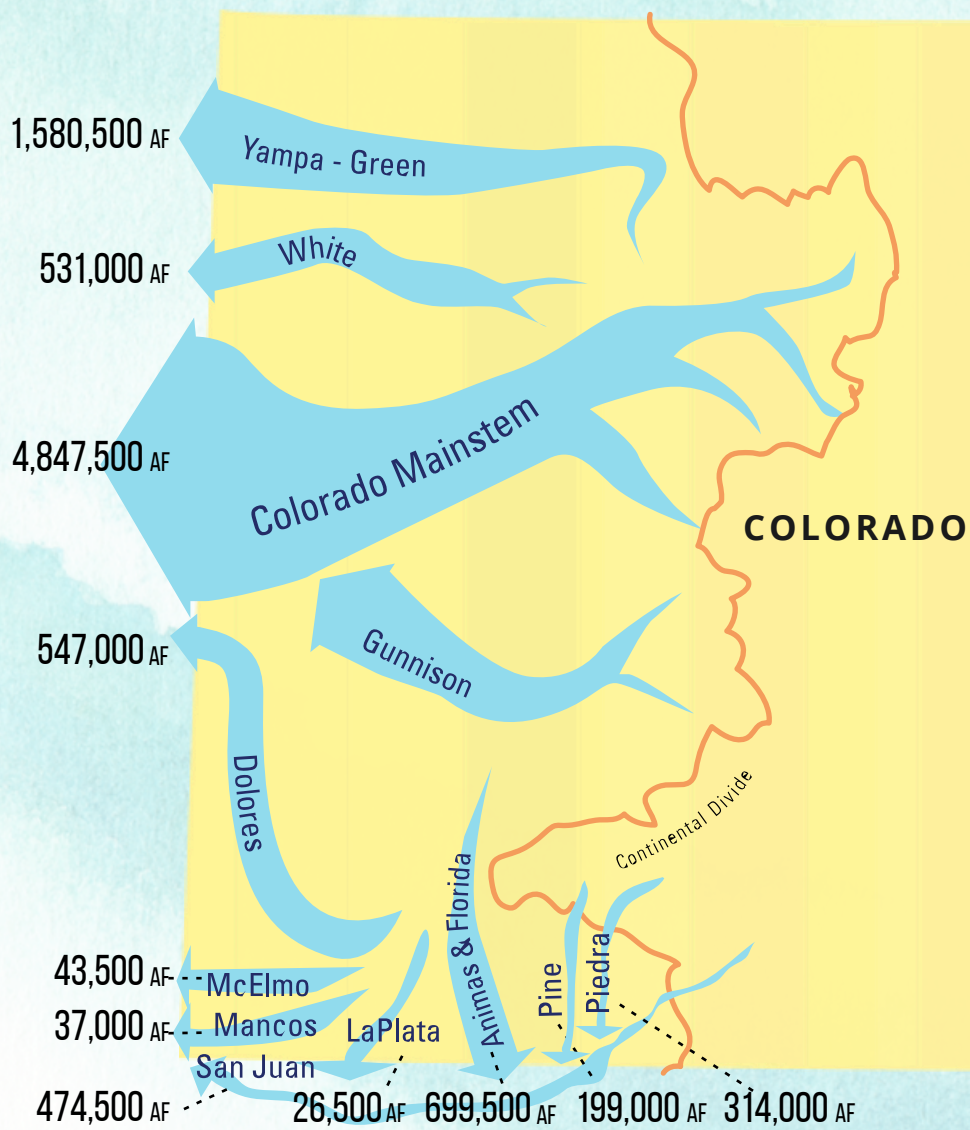 1,580,500 AF
Yampa - Green
White
531,000 AF
Colorado Mainstem
4,847,500 AF
COLORADO
547,000 AF
Gunnison
Dolores
Continental Divide
Animas & Florida
Pine
Piedra
43,500 AF
McElmo
37,000 AF
Mancos
LaPlata
San Juan
474,500 AF
26,500 AF
699,500 AF
199,000 AF
314,000 AF